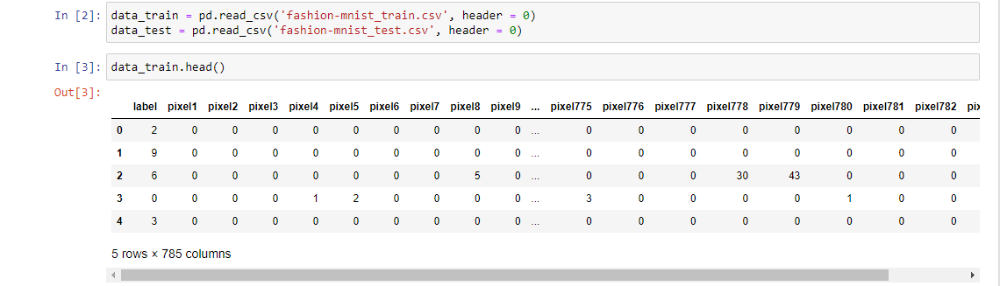 In [2]: data_train = pd.read_csv('fashion-mnist_train.csv', header = 0)
data_test = pd.read_csv('fashion-mnist_test.csv', header = 0)
In [3]: data_train.head()
Out[3]:
label pixel1 pixel2 pixel3 pixel4 pixel5 pixel6 pixel7 pixel8 pixel9 ... pixel775 pixel776 pixel777 pixel778 pixel779 pixel780 pixel781 pixel782 pix
0 2 0 0 0 0 0 0 0 0 0 ... 0 0 0 0 0 0 0 0
1 9 0 0 0 0 0 0 0 0 0 ... 0 0 0 0 0 0 0 0
2 6 0 0 0 0 0 0 0 5 0 ... 0 0 0 30 43 0 0 0
3 0 0 0 0 1 2 0 0 0 0 ... 3 0 0 0 0 1 0 0
4 3 0 0 0 0 0 0 0 0 0 ... 0 0 0 0 0 0 0 0
5 rows × 785 columns